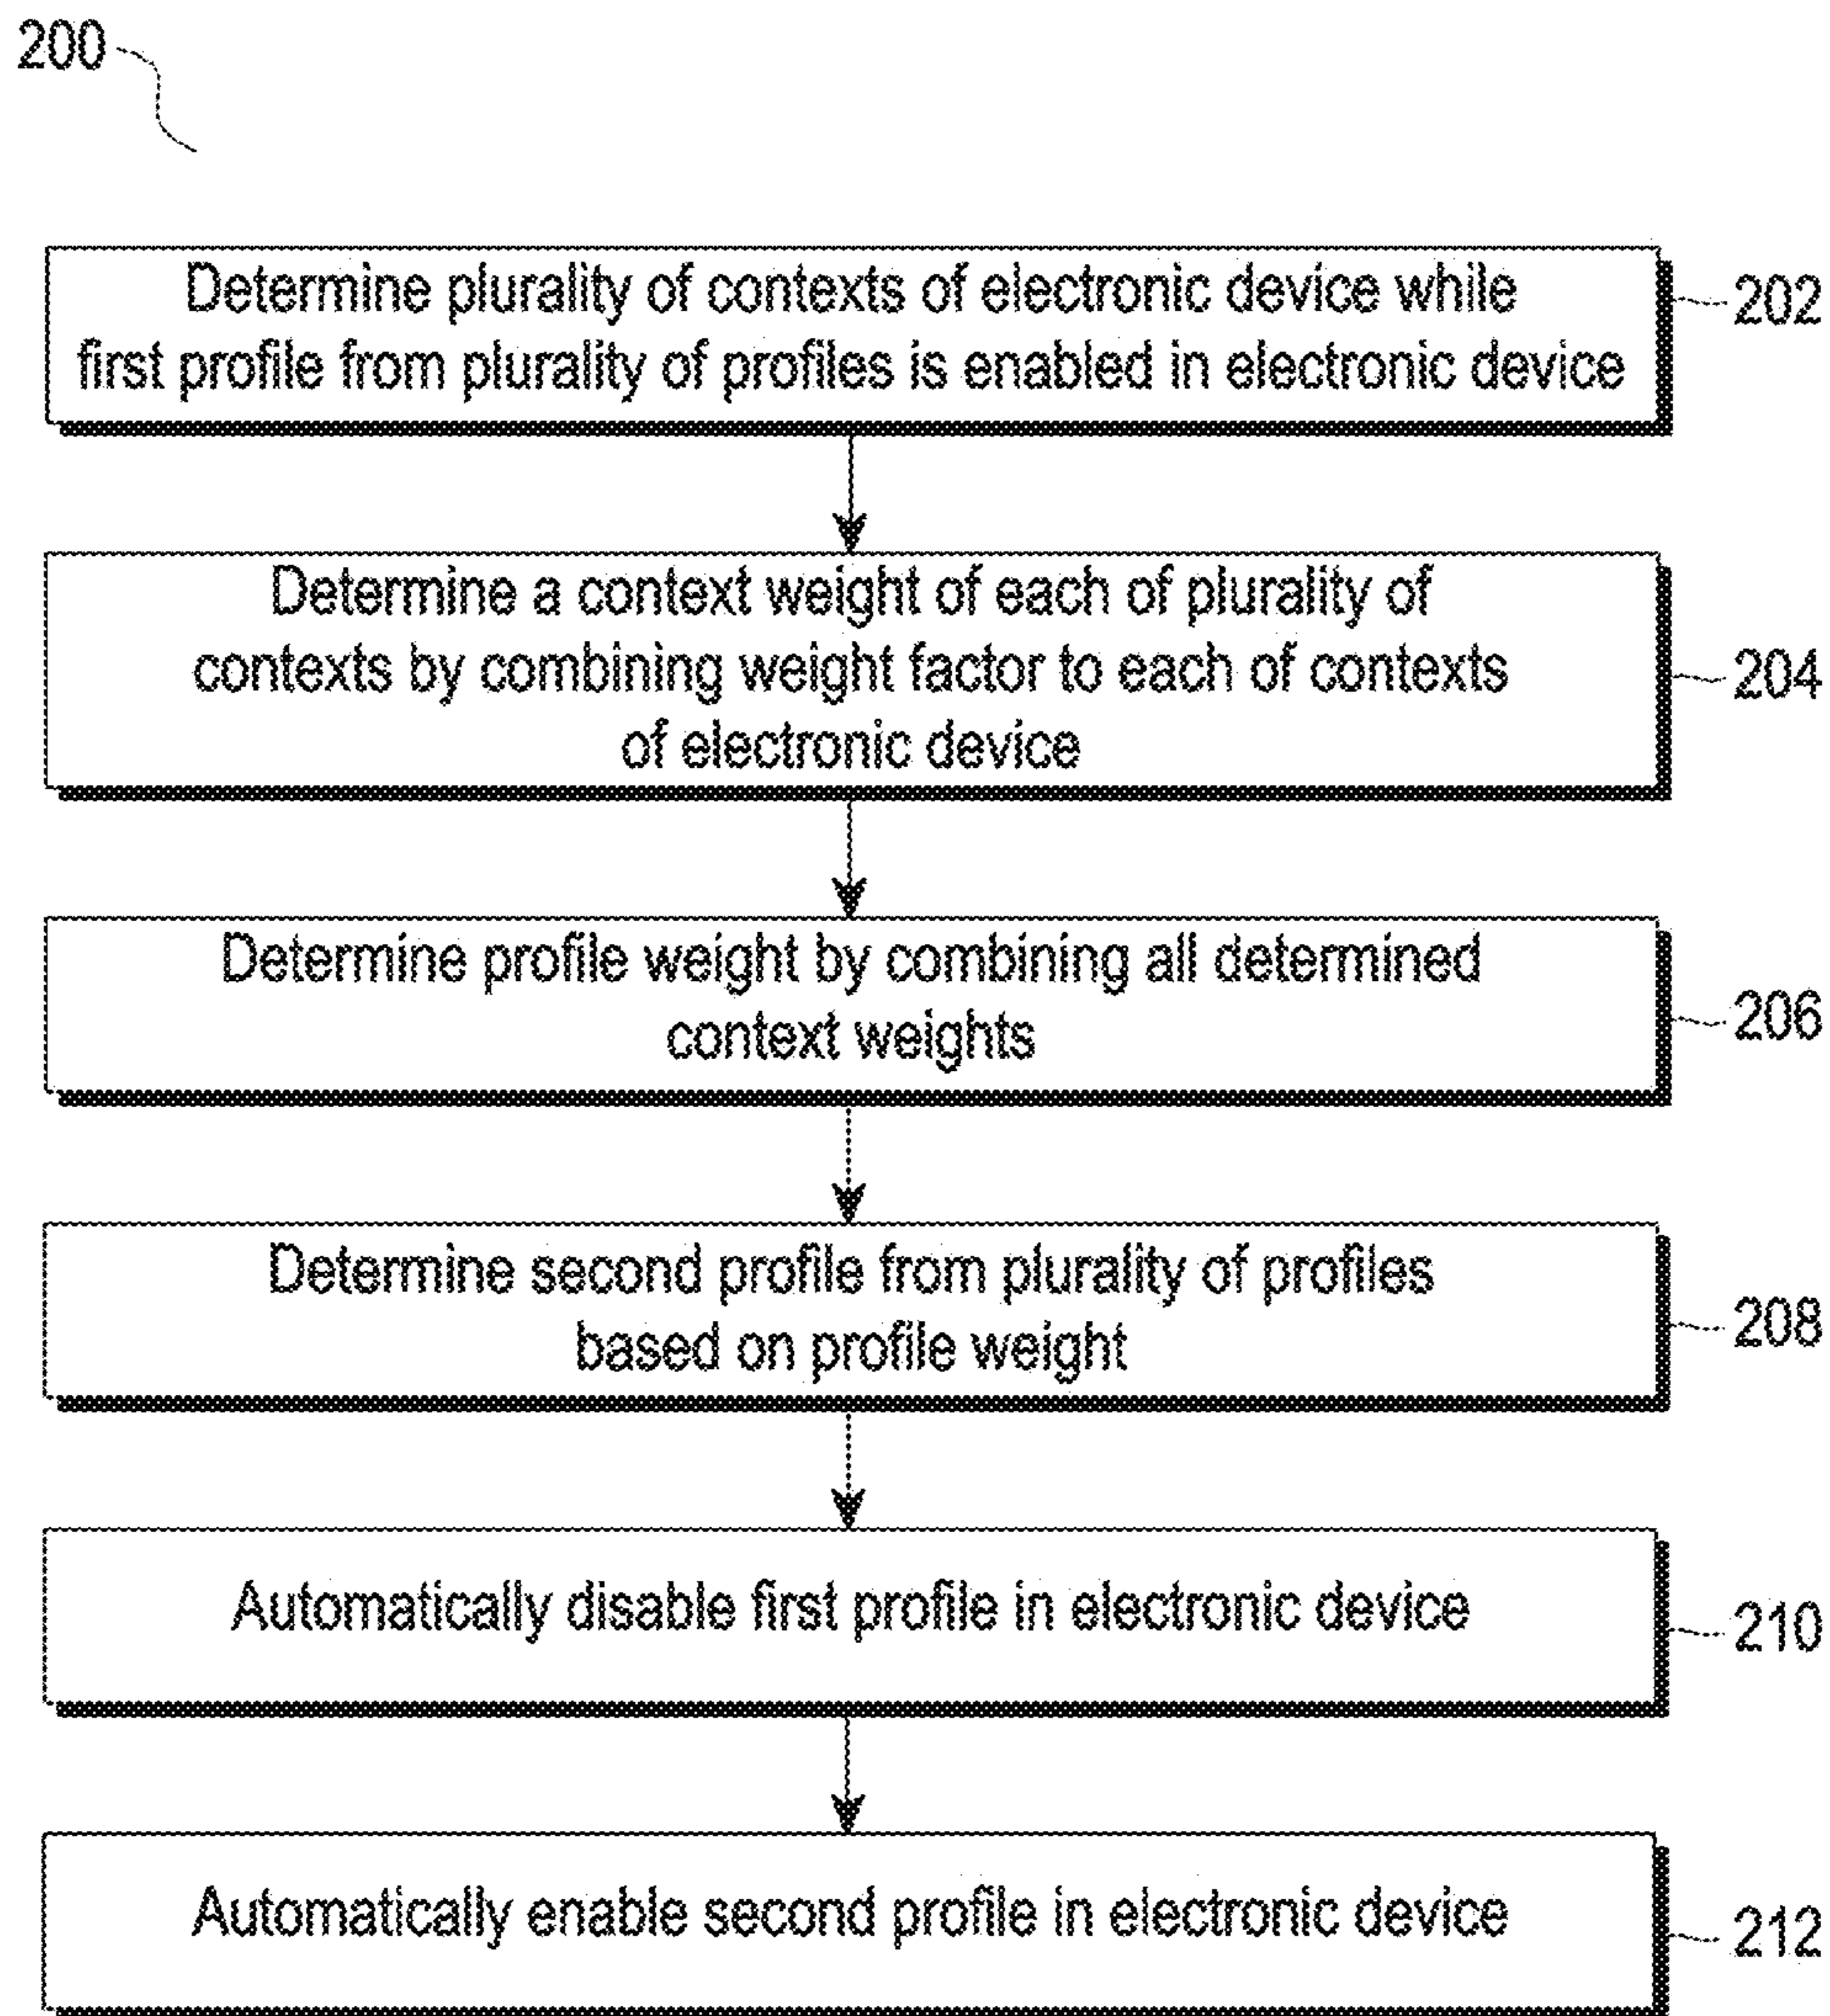 200
Determine plurality of contexts of electronic device while
first profile from plurality of profiles is enabled in electronic device
202
Determine a context weight of each of plurality of
contexts by combining weight factor to each of contexts
of electronic device
204
Determine profile weight by combining all determined
context weights
206
Determine second profile from plurality of profiles
based on profile weight
208
Automatically disable first profile in electronic device
210
Automatically enable second profile in electronic device
212